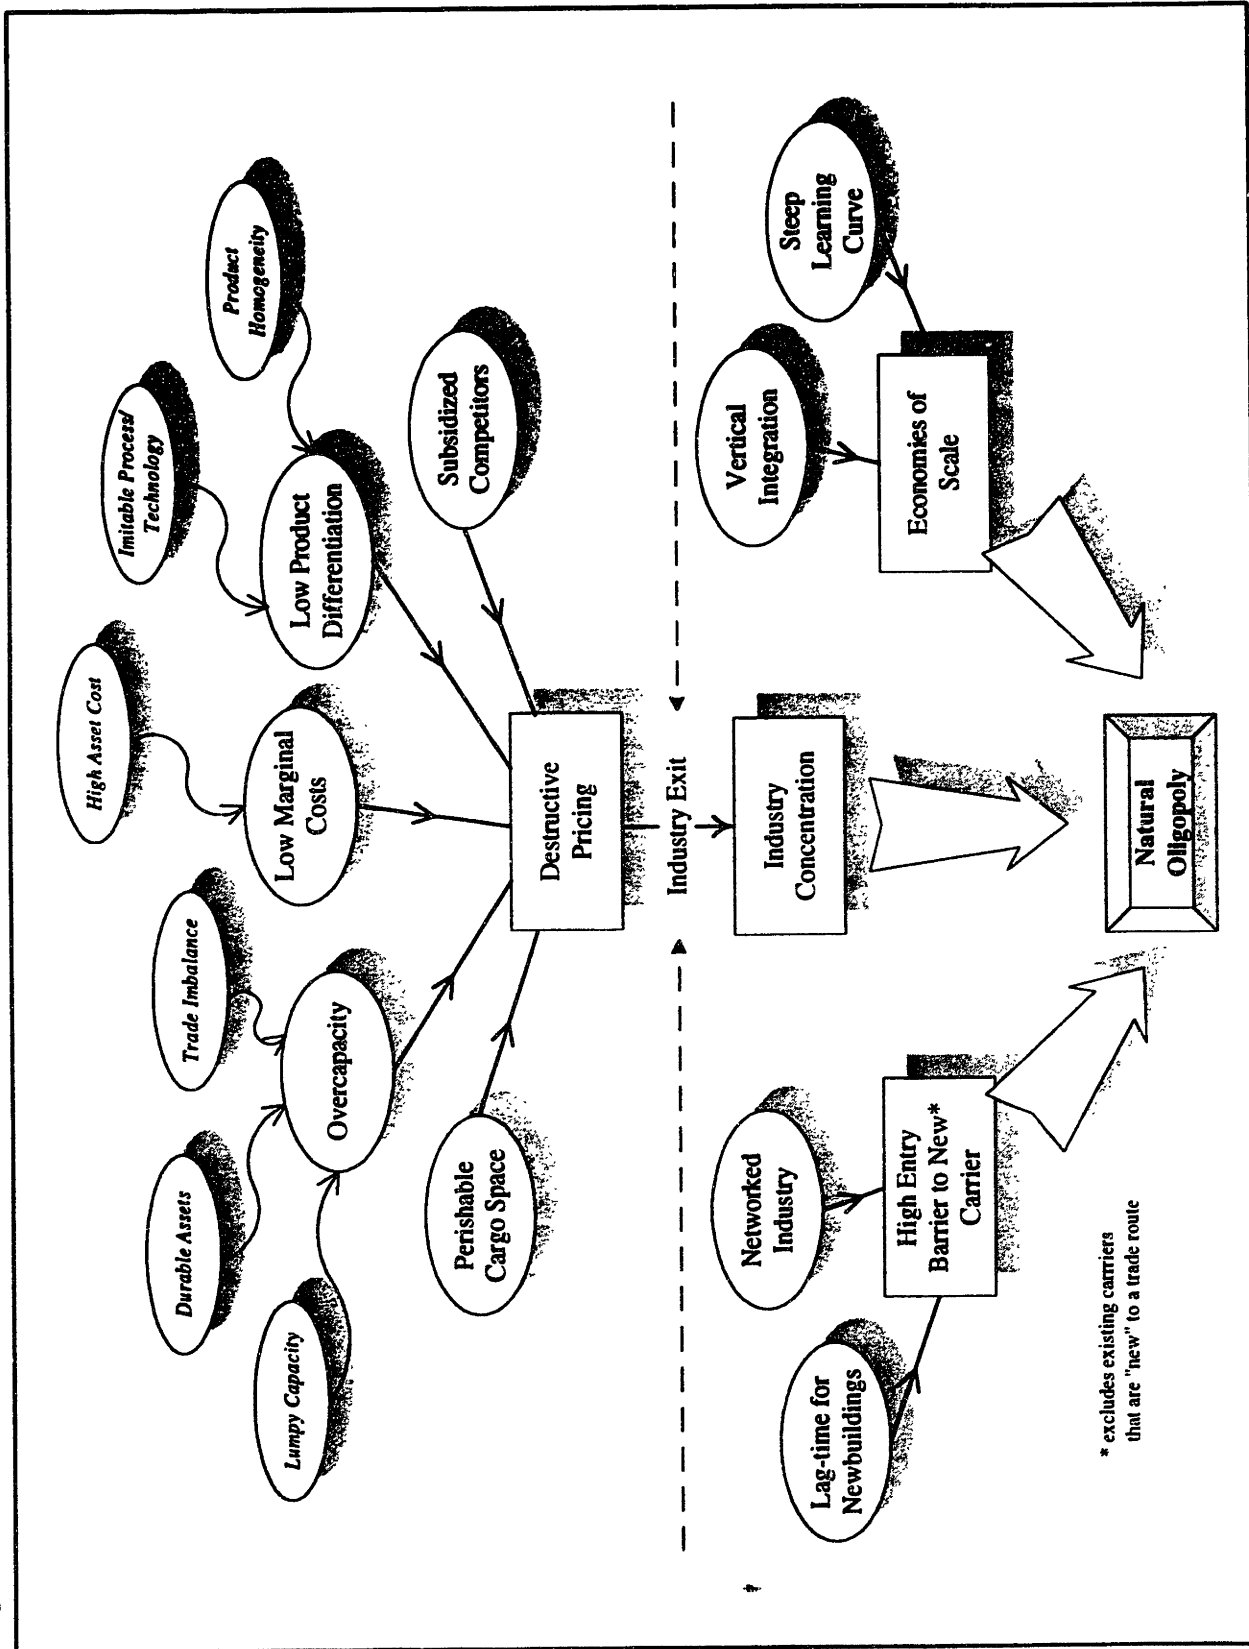 High Asset Cost
Imitable Process/
Technology
Trade Imbalance
Durable Assets
Product
Homogeneity
Lumpy Capacity
Low Marginal
Costs
Low Product
Differentiation
Overcapacity
Subsidized
Competitors
Perishable
Cargo Space
Destructive
Pricing
Industry Exit
Vertical
Integration
Steep
Learning
Curve
Networked
Industry
Industry
Concentration
Lag-time for
Newbuildings
High Entry
Barrier to New*
Carrier
Economies of
Scale
Natural
Oligopoly
* excludes existing carrriers
that are "new" to a trade route